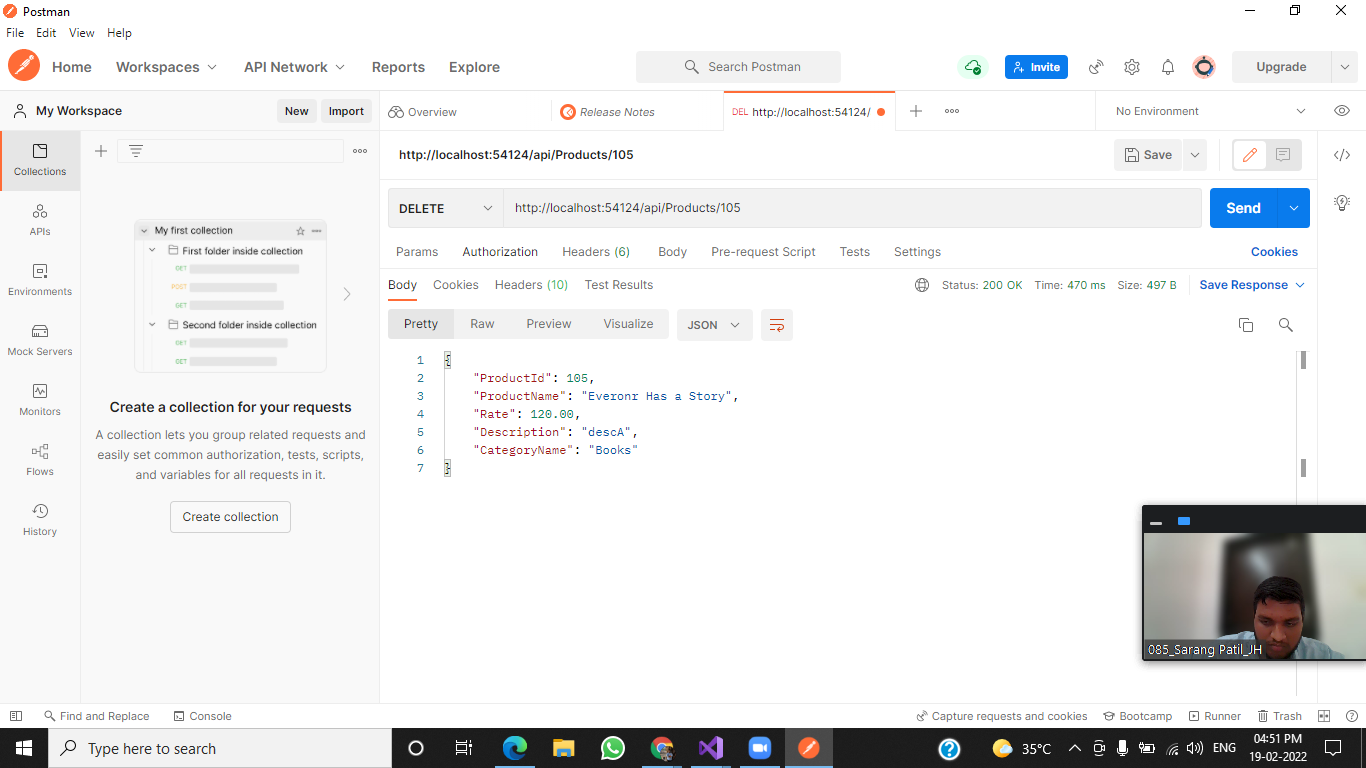 Postman
File Edit View Help
Home Workspaces API Network Reports Explore Search Postman Invite Upgrade
My Workspace New Import Overview Release Notes DEL http://localhost:54124/ No Environment
http://localhost:54124/api/Products/105 Save
Collections
APIs
Environments
Mock Servers
Monitors
Flows
History
My first collection
First folder inside collection
GET
POST
GET
Second folder inside collection
GET
GET
Create a collection for your requests
A collection lets you group related requests and
easily set common authorization, tests, scripts,
and variables for all requests in it.
Create collection
DELETE http://localhost:54124/api/Products/105 Send
Params Authorization Headers (6) Body Pre-request Script Tests Settings Cookies
Body Cookies Headers (10) Test Results Status: 200 OK Time: 470 ms Size: 497 B Save Response
Pretty Raw Preview Visualize JSON
1 {
2 "ProductId": 105,
3 "ProductName": "Everonr Has a Story",
4 "Rate": 120.00,
5 "Description": "descA",
6 "CategoryName": "Books"
7 }
085_Sarang Patil_JH
Find and Replace Console Capture requests and cookies Bootcamp Runner Trash
Type here to search 35°C ENG 04:51 PM
19-02-2022